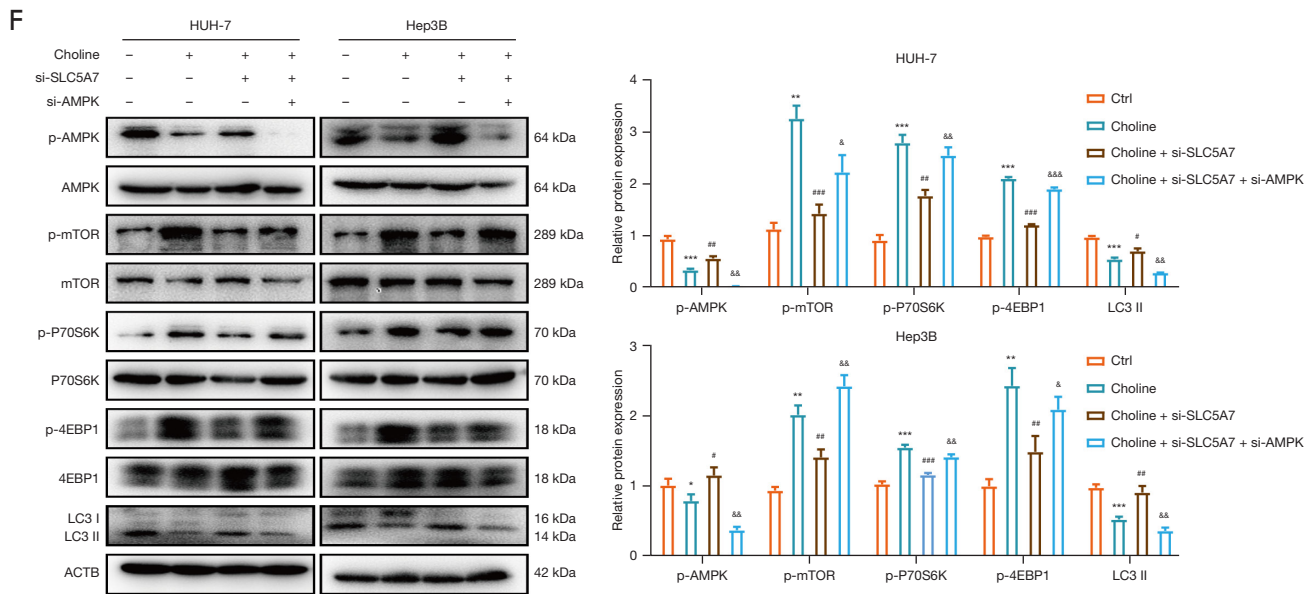 F
HUH-7 Hep3B
Choline − + + + − + + +
si-SLC5A7 − − + + − − + +
si-AMPK − − − + − − − +
p-AMPK 64 kDa
AMPK 64 kDa
p-mTOR 289 kDa
mTOR 289 kDa
p-P70S6K 70 kDa
P70S6K 70 kDa
p-4EBP1 18 kDa
4EBP1 18 kDa
LC3 I 16 kDa
LC3 II 14 kDa
ACTB 42 kDa
HUH-7
Relative protein expression
4
3
2
1
0
*** ## &&
** ### &
*** ## &&
*** ### &&&
*** # &&
p-AMPK p-mTOR p-P70S6K p-4EBP1 LC3 II
Ctrl
Choline
Choline + si-SLC5A7
Choline + si-SLC5A7 + si-AMPK
Hep3B
Relative protein expression
3
2
1
0
* # &&
** ## &&
*** ### &&
** ## &
*** ## &&
p-AMPK p-mTOR p-P70S6K p-4EBP1 LC3 II
Ctrl
Choline
Choline + si-SLC5A7
Choline + si-SLC5A7 + si-AMPK